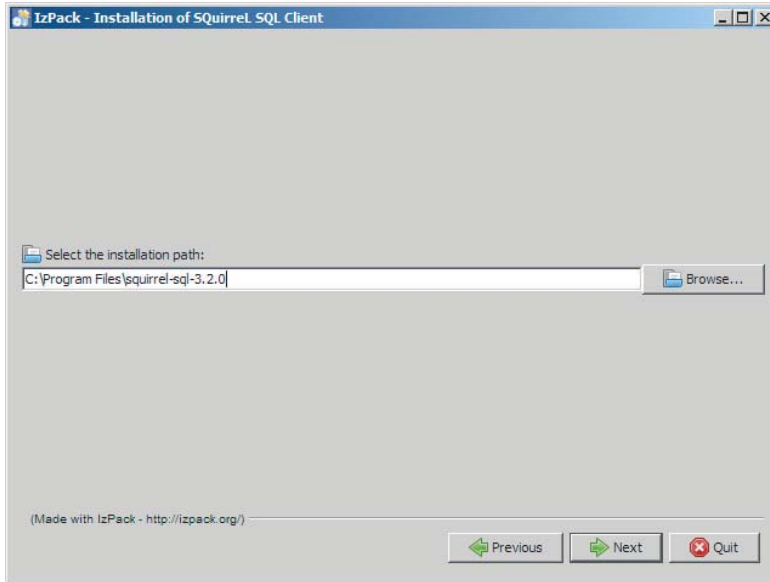 IzPack - Installation of SQuirreL SQL Client
Select the installation path:
C:\Program Files\squirrel-sql-3.2.0
Browse...
(Made with IzPack - http://izpack.org/)
Previous
Next
Quit